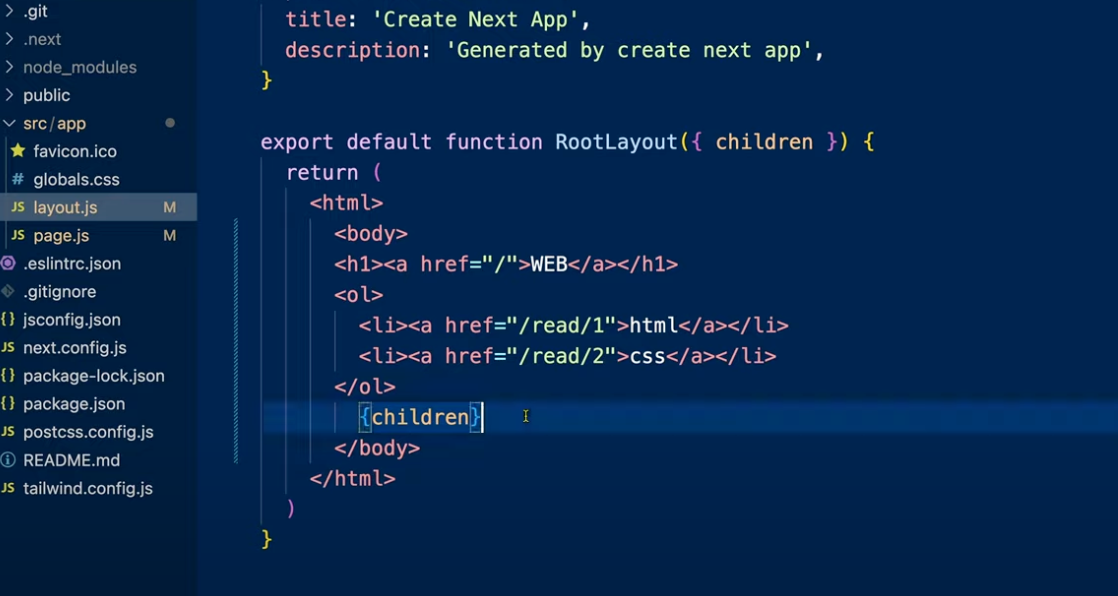 .git
.next
node_modules
public
src/app
favicon.ico
globals.css
JS layout.js M
JS page.js M
.eslintrc.json
.gitignore
{} jsconfig.json
JS next.config.js
{} package-lock.json
{} package.json
JS postcss.config.js
README.md
JS tailwind.config.js
title: 'Create Next App',
description: 'Generated by create next app',
}
export default function RootLayout({ children }) {
return (
<html>
<body>
<h1><a href="/">WEB</a></h1>
<ol>
<li><a href="/read/1">html</a></li>
<li><a href="/read/2">css</a></li>
</ol>
{children}
</body>
</html>
)
}